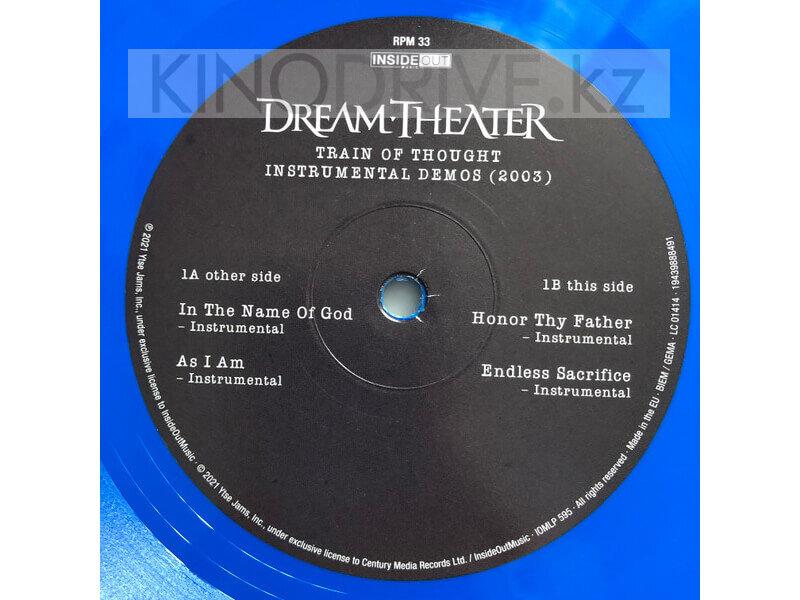 RPM 33
INSIDEOUT
MUSIC
KINODRIVE.KZ
DREAM·THEATER
TRAIN OF THOUGHT
INSTRUMENTAL DEMOS (2003)
1A other side
In The Name Of God
– Instrumental
As I Am
– Instrumental
1B this side
Honor Thy Father
– Instrumental
Endless Sacrifice
– Instrumental
℗ 2021 Ytse Jams, Inc., under exclusive license to InsideOutMusic · © 2021 Ytse Jams, Inc., under exclusive license to Century Media Records Ltd. / InsideOutMusic · IOMLP 595 · All rights reserved · Made in the EU · BIEM / GEMA · LC 01414 · 19439888491